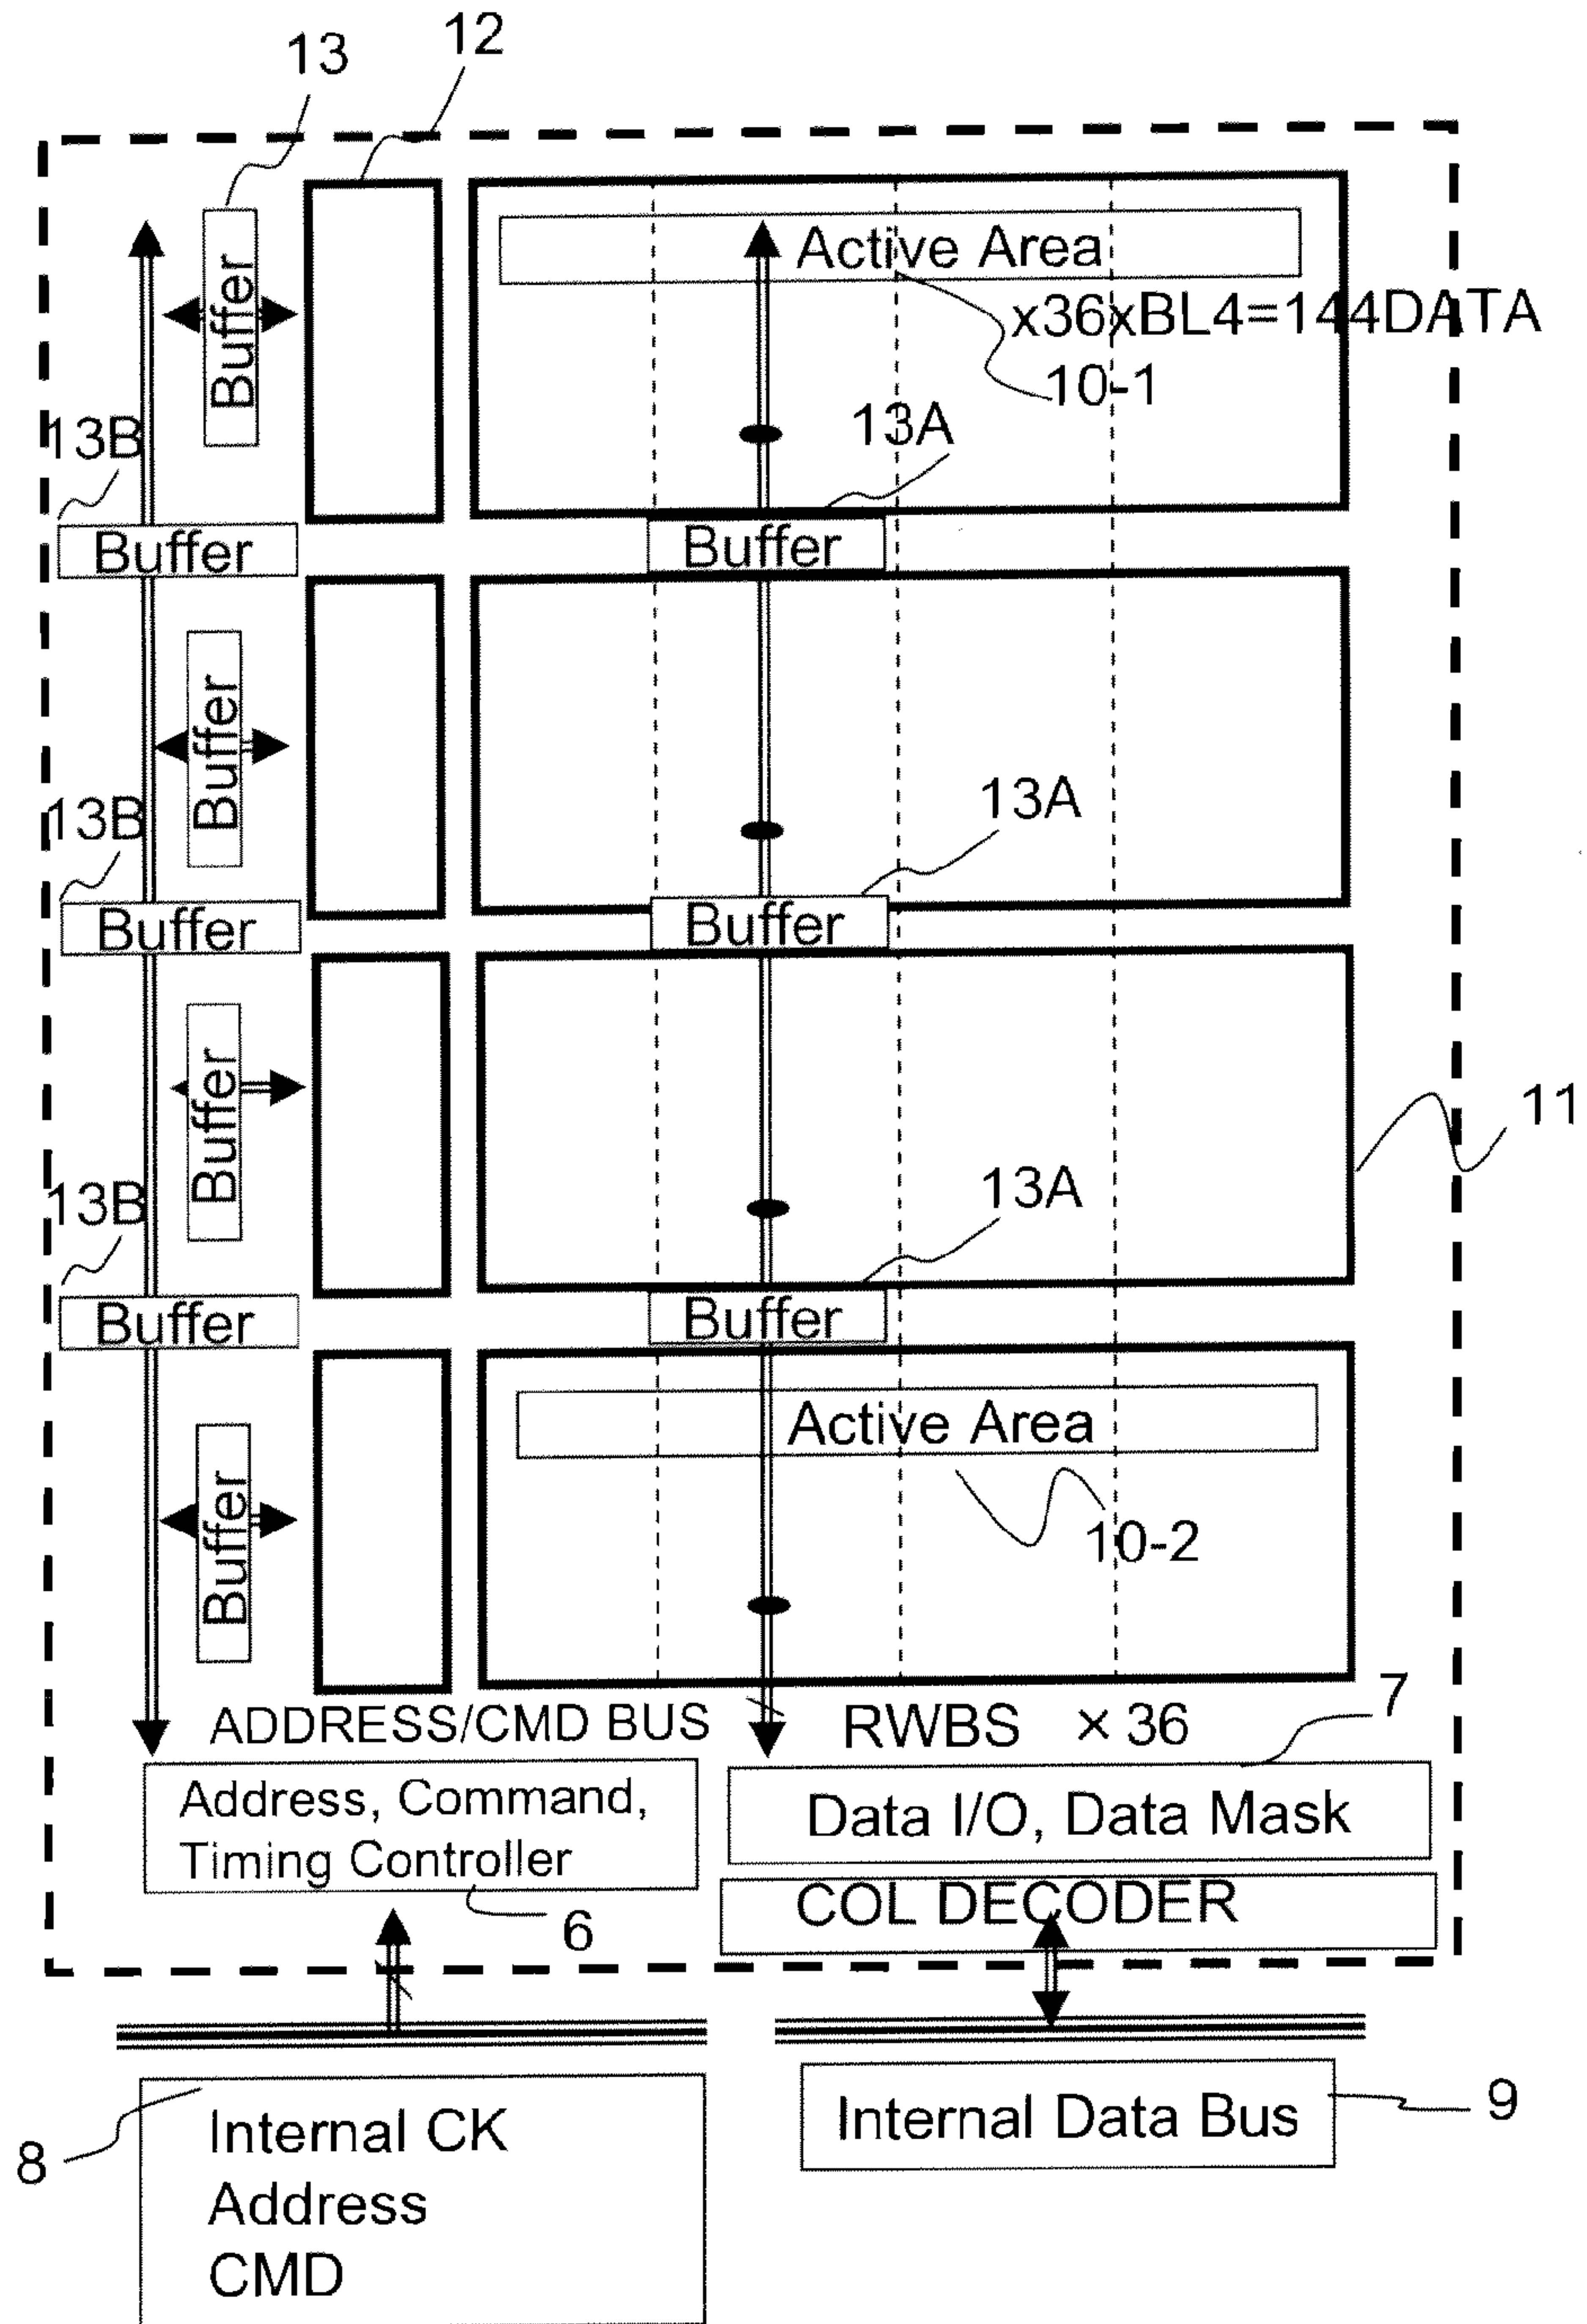 12
13
Active Area
x36xBL4=144DATA
Buffer
10-1
13A
13B
Buffer
Buffer
Buffer
13A
13B
Buffer
Buffer
11
Buffer
13A
13B
Buffer
Buffer
Active Area
Buffer
10-2
ADDRESS/CMD BUS
RWBS ×36
7
Address, Command,
Timing Controller
Data I/O, Data Mask
COL DECODER
6
Internal CK
Address
CMD
8
Internal Data Bus
9